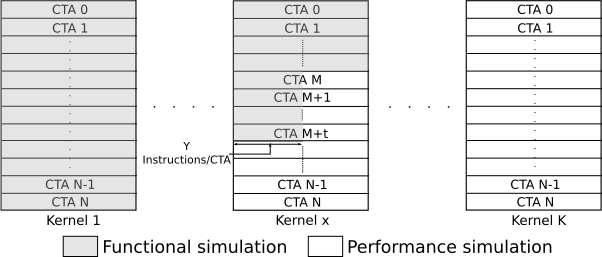 CTA 0
CTA 1
CTA N-1
CTA N
Kernel 1
CTA 0
CTA 1
CTA M
CTA M+1
CTA M+t
Y
Instructions/CTA
CTA N-1
CTA N
Kernel x
CTA 0
CTA 1
CTA N-1
CTA N
Kernel K
Functional simulation
Performance simulation